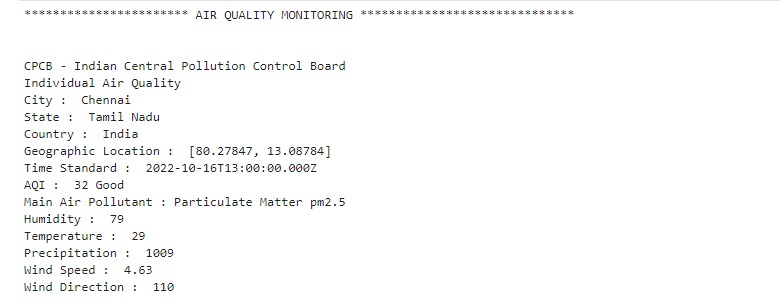 *********************** AIR QUALITY MONITORING ******************************
CPCB - Indian Central Pollution Control Board
Individual Air Quality
City :  Chennai
State :  Tamil Nadu
Country :  India
Geographic Location :  [80.27847, 13.08784]
Time Standard :  2022-10-16T13:00:00.000Z
AQI :  32 Good
Main Air Pollutant : Particulate Matter pm2.5
Humidity :  79
Temperature :  29
Precipitation :  1009
Wind Speed :  4.63
Wind Direction :  110